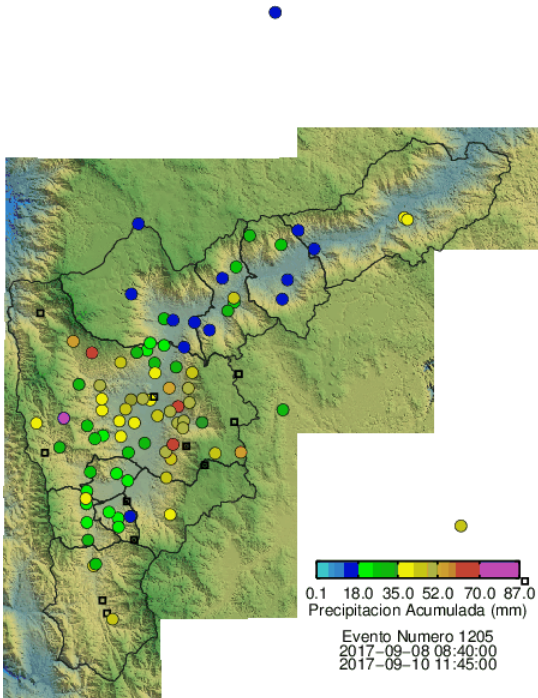 0.1 18.0 35.0 52.0 70.0 87.0
Precipitacion Acumulada (mm)
Evento Numero 1205
2017-09-08 08:40:00
2017-09-10 11:45:00